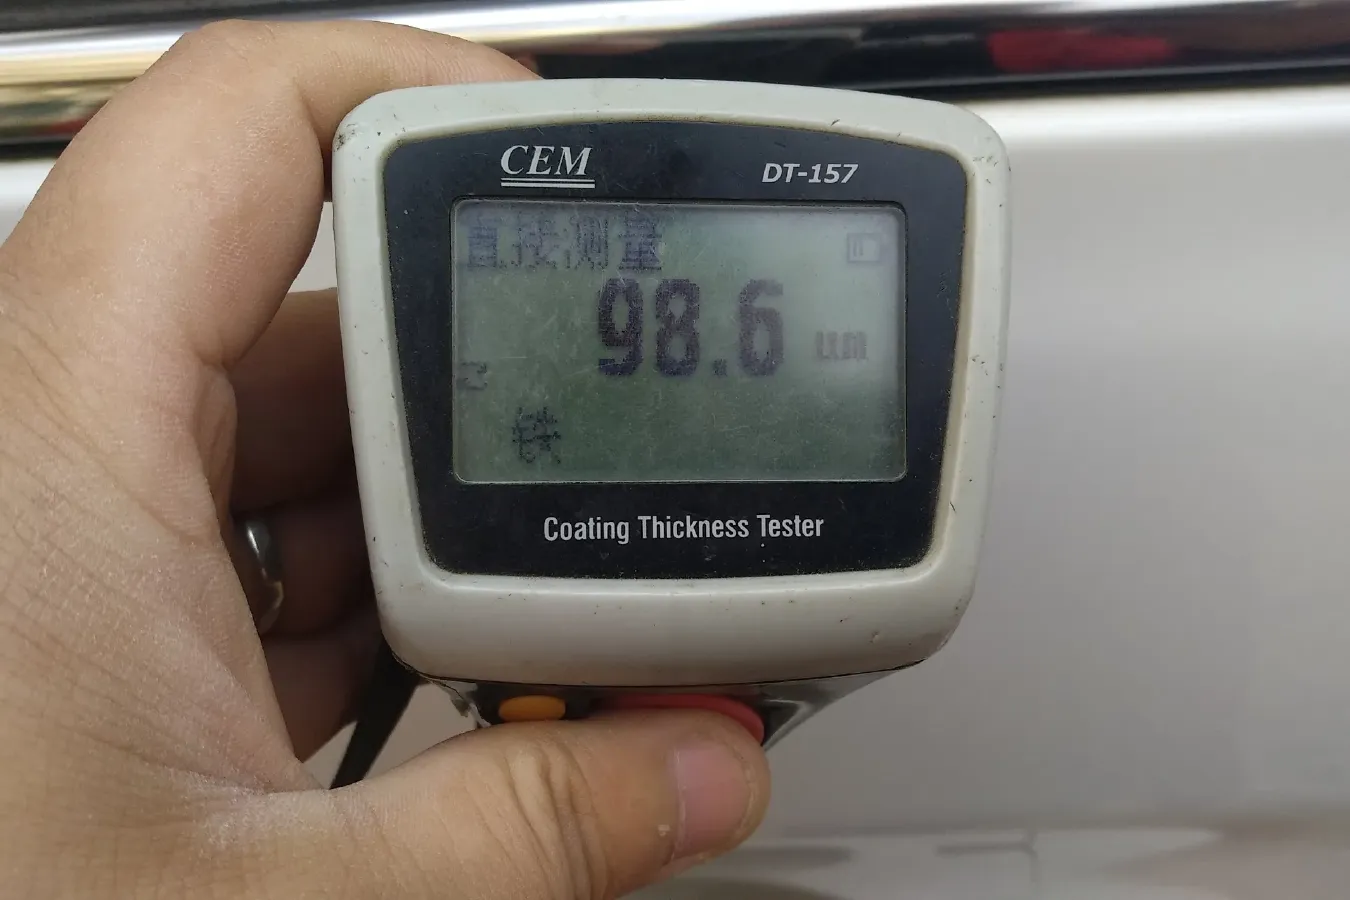 CEM DT-157
直接测量
98.6 um
铁
Coating Thickness Tester